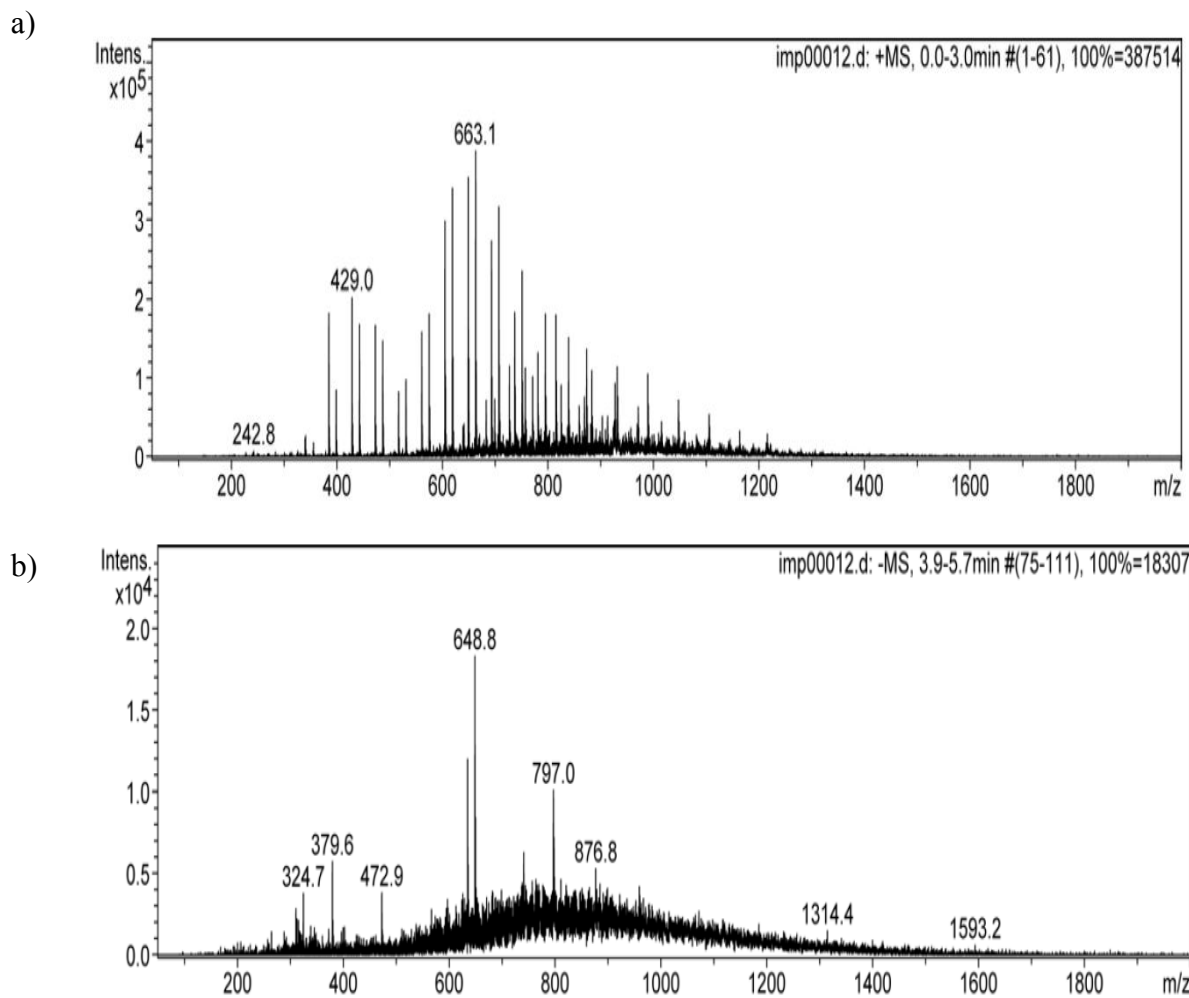 a)
Intens.
x10⁵
imp00012.d: +MS, 0.0-3.0min #(1-61), 100%=387514
4
3
2
1
0
663.1
429.0
242.8
200 400 600 800 1000 1200 1400 1600 1800 m/z
b)
Intens.
x10⁴
imp00012.d: -MS, 3.9-5.7min #(75-111), 100%=18307
2.0
1.5
1.0
0.5
0.0
648.8
797.0
379.6
876.8
324.7
472.9
1314.4
1593.2
200 400 600 800 1000 1200 1400 1600 1800 m/z